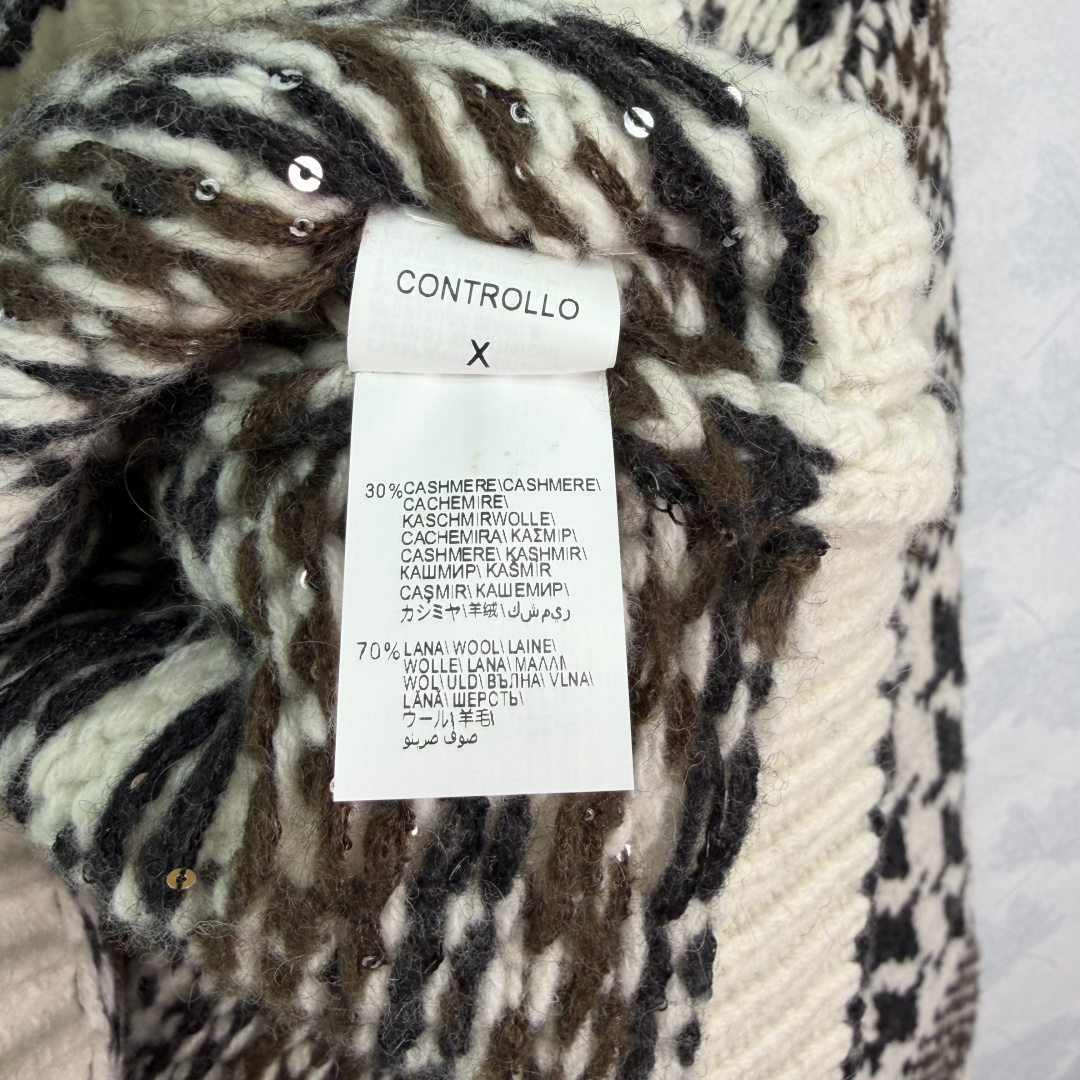 CONTROLLO
X
30%CASHMERE\CASHMERE\
CACHEMIRE\
KASCHMIRWOLLE\
CACHEMIRA\ ΚΑΣΜΙΡ\
CASHMERE\ KASHMIR\
КАШМИР\ KAŠMIR
CAŞMIR\ КАШЕМИР\
カシミヤ\羊绒\كشميري
70%LANA\ WOOL\ LAINE\
WOLLE\ LANA\ ΜΑΛΛΙ\
WOL\ ULD\ ВЪЛНА\ VLNA\
LÂNĂ\ ШЕРСТЬ\
ウール\羊毛\
صوف صرينو